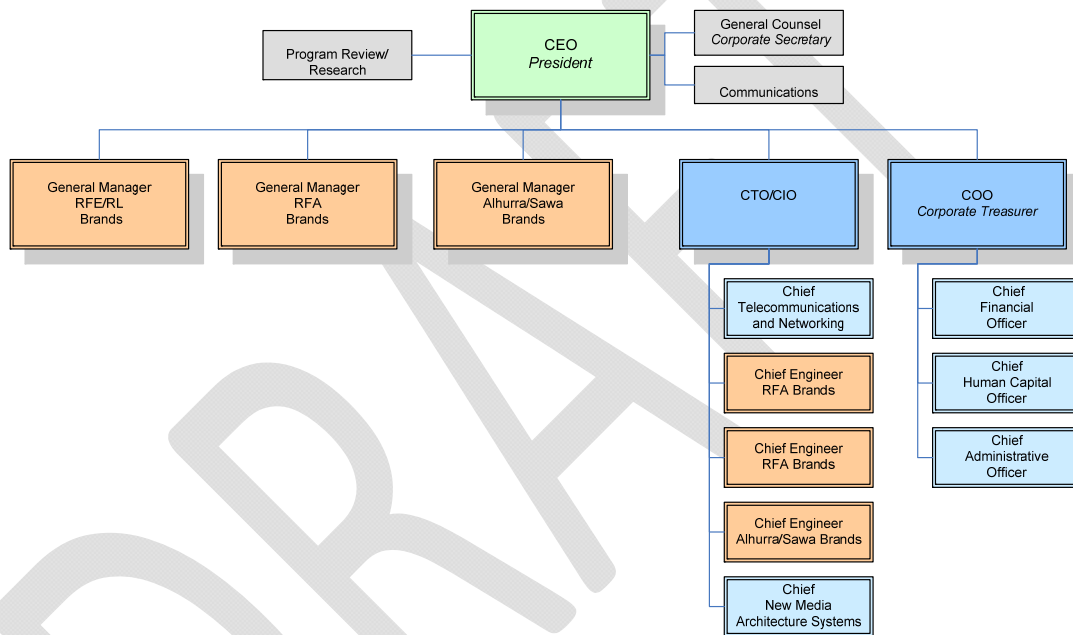 General Counsel
Corporate Secretary
CEO
President
Program Review/
Research
Communications
General Manager
RFE/RL
Brands
General Manager
RFA
Brands
General Manager
Alhurra/Sawa
Brands
CTO/CIO
COO
Corporate Treasurer
Chief
Telecommunications
and Networking
Chief
Financial
Officer
Chief Engineer
RFA Brands
Chief
Human Capital
Officer
Chief Engineer
RFA Brands
Chief
Administrative
Officer
Chief Engineer
Alhurra/Sawa Brands
Chief
New Media
Architecture Systems
DRAFT